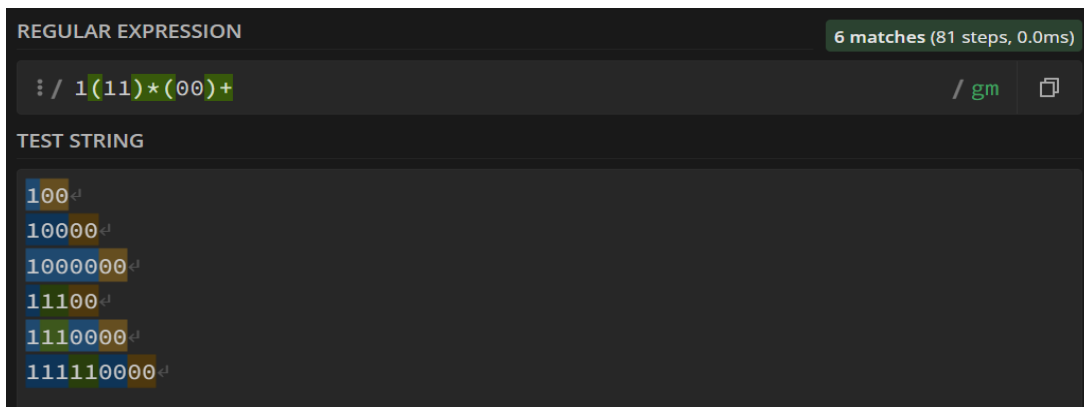 REGULAR EXPRESSION 6 matches (81 steps, 0.0ms)
⋮ / 1(11)*(00)+ / gm
TEST STRING
100↵
10000↵
1000000↵
11100↵
1110000↵
111110000↵